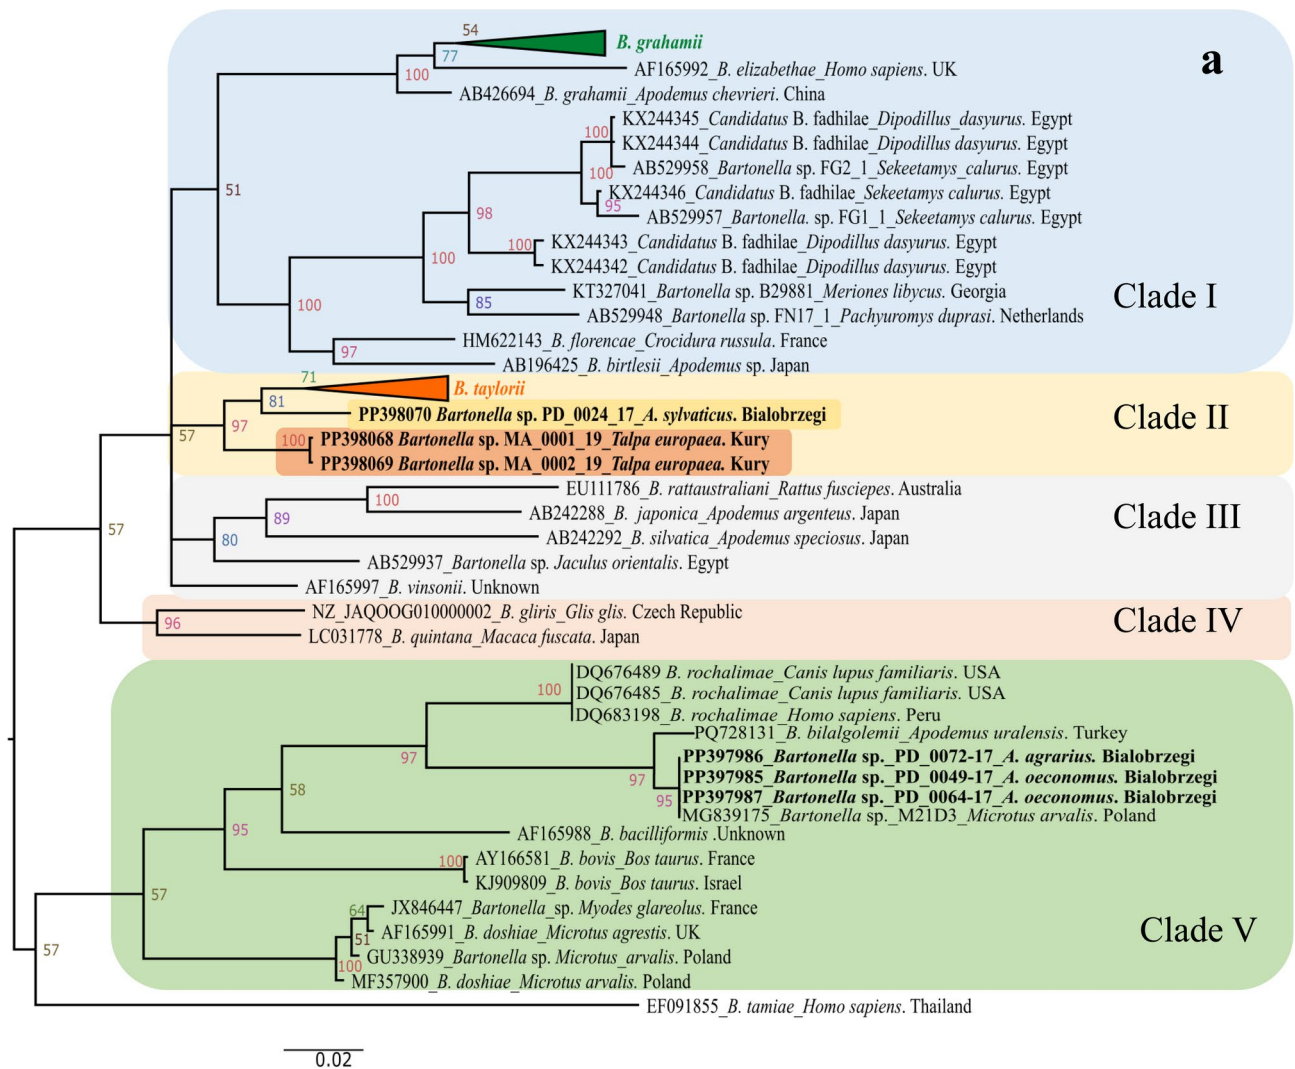 54
B. grahamii
a
77
AF165992_B. elizabethae_Homo sapiens. UK
100
AB426694_B. grahamii_Apodemus chevrieri. China
KX244345_Candidatus B. fadhilae_Dipodillus_dasyurus. Egypt
100
KX244344_Candidatus B. fadhilae_Dipodillus dasyurus. Egypt
AB529958_Bartonella sp. FG2_1_Sekeetamys_calurus. Egypt
100
51
KX244346_Candidatus B. fadhilae_Sekeetamys calurus. Egypt
95
98
AB529957_Bartonella. sp. FG1_1_Sekeetamys calurus. Egypt
100
KX244343_Candidatus B. fadhilae_Dipodillus dasyurus. Egypt
100
KX244342_Candidatus B. fadhilae_Dipodillus dasyurus. Egypt
KT327041_Bartonella sp. B29881_Meriones libycus. Georgia
Clade I
85
100
AB529948_Bartonella sp. FN17_1_Pachyuromys duprasi. Netherlands
HM622143_B. florencae_Crocidura russula. France
97
AB196425_B. birtlesii_Apodemus sp. Japan
71
B. taylorii
81
PP398070 Bartonella sp. PD_0024_17_A. sylvaticus. Bialobrzegi
Clade II
97
57
100
PP398068 Bartonella sp. MA_0001_19_Talpa europaea. Kury
PP398069 Bartonella sp. MA_0002_19_Talpa europaea. Kury
EU111786_B. rattaustraliani_Rattus fusciepes. Australia
100
AB242288_B. japonica_Apodemus argenteus. Japan
Clade III
89
57
80
AB242292_B. silvatica_Apodemus speciosus. Japan
AB529937_Bartonella sp. Jaculus orientalis. Egypt
AF165997_B. vinsonii. Unknown
NZ_JAQOOG010000002_B. gliris_Glis glis. Czech Republic
Clade IV
96
LC031778_B. quintana_Macaca fuscata. Japan
DQ676489 B. rochalimae_Canis lupus familiaris. USA
100
DQ676485_B. rochalimae_Canis lupus familiaris. USA
DQ683198_B. rochalimae_Homo sapiens. Peru
PQ728131_B. bilalgolemii_Apodemus uralensis. Turkey
97
PP397986_Bartonella sp._PD_0072-17_A. agrarius. Bialobrzegi
97
PP397985_Bartonella sp._PD_0049-17_A. oeconomus. Bialobrzegi
58
95
PP397987_Bartonella sp._PD_0064-17_A. oeconomus. Bialobrzegi
MG839175_Bartonella sp._M21D3_Microtus arvalis. Poland
95
AF165988_B. bacilliformis .Unknown
100
AY166581_B. bovis_Bos taurus. France
KJ909809_B. bovis_Bos taurus. Israel
57
64
JX846447_Bartonella_sp. Myodes glareolus. France
AF165991_B. doshiae_Microtus agrestis. UK
Clade V
51
57
GU338939_Bartonella sp. Microtus_arvalis. Poland
100
MF357900_B. doshiae_Microtus arvalis. Poland
EF091855_B. tamiae_Homo sapiens. Thailand
0.02